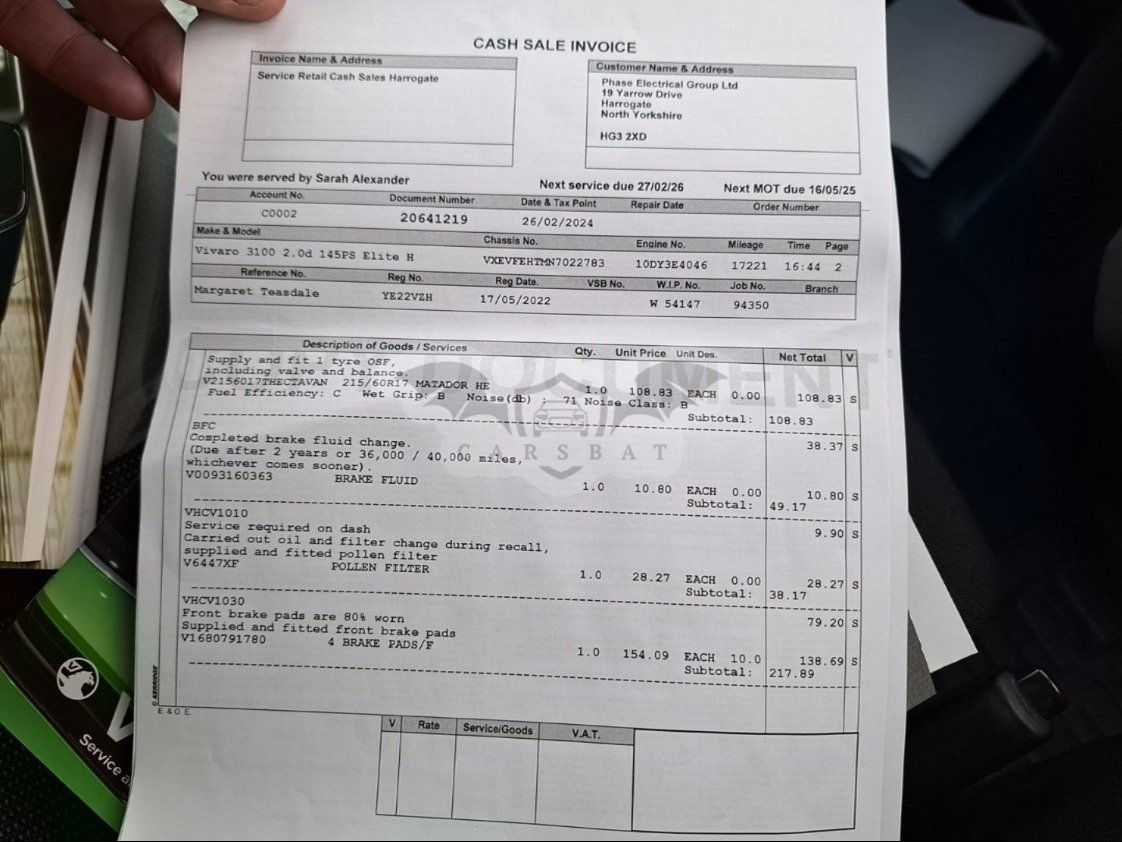 CASH SALE INVOICE
Invoice Name & Address
Service Retail Cash Sales Harrogate
Customer Name & Address
Phase Electrical Group Ltd
19 Yarrow Drive
Harrogate
North Yorkshire
HG3 2XD
You were served by Sarah Alexander Next service due 27/02/26 Next MOT due 16/05/25
Account No. Document Number Date & Tax Point Repair Date Order Number
C0002 20641219 26/02/2024
Make & Model Chassis No. Engine No. Mileage Time Page
Vivaro 3100 2.0d 145PS Elite H VXEVFEHTMN7022783 10DY3E4046 17221 16:44 2
Reference No. Reg No. Reg Date. VSB No. W.I.P. No. Job No. Branch
Margaret Teasdale YE22VZH 17/05/2022 W 54147 94350
Description of Goods / Services Qty. Unit Price Unit Des. Net Total V
Supply and fit 1 tyre OSF,
including valve and balance.
V2156017THECTAVAN 215/60R17 MATADOR HE 1.0 108.83 EACH 0.00 108.83 S
Fuel Efficiency: C Wet Grip: B Noise(db) : 71 Noise Class: B
Subtotal: 108.83
BFC 38.37 S
Completed brake fluid change.
(Due after 2 years or 36,000 / 40,000 miles,
whichever comes sooner).
V0093160363 BRAKE FLUID 1.0 10.80 EACH 0.00 10.80 S
Subtotal: 49.17
VHCV1010 9.90 S
Service required on dash
Carried out oil and filter change during recall,
supplied and fitted pollen filter
V6447XF POLLEN FILTER 1.0 28.27 EACH 0.00 28.27 S
Subtotal: 38.17
VHCV1030 79.20 S
Front brake pads are 80% worn
Supplied and fitted front brake pads
V1680791780 4 BRAKE PADS/F 1.0 154.09 EACH 10.0 138.69 S
Subtotal: 217.89
© KERRIDGE
E. & O. E.
V Rate Service/Goods V.A.T.
CARSBAT
DOCUMENT
V
Service a